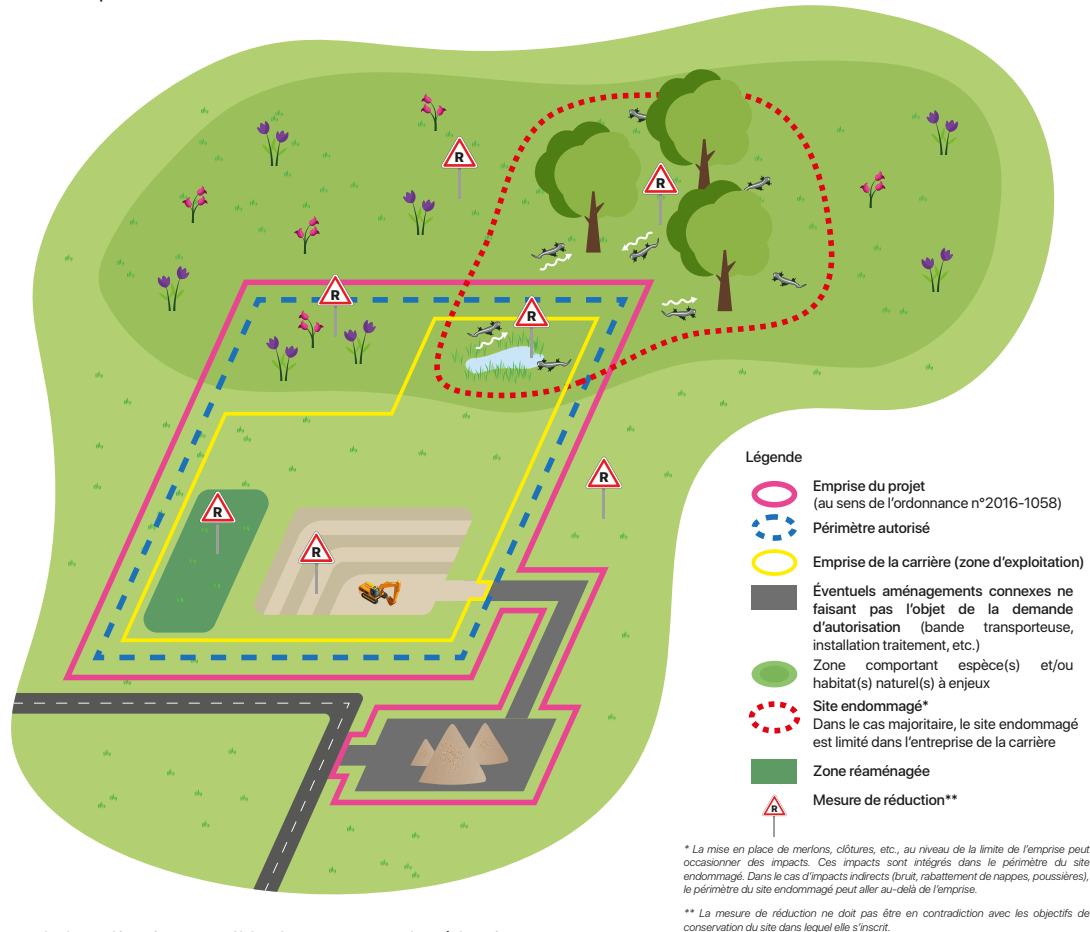 R
R
R
R
R
R
R
Légende
Emprise du projet
(au sens de l'ordonnance n°2016-1058)
Périmètre autorisé
Emprise de la carrière (zone d'exploitation)
Éventuels aménagements connexes ne
faisant pas l'objet de la demande
d'autorisation (bande transporteuse,
installation traitement, etc.)
Zone comportant espèce(s) et/ou
habitat(s) naturel(s) à enjeux
Site endommagé*
Dans le cas majoritaire, le site endommagé
est limité dans l'entreprise de la carrière
Zone réaménagée
R
Mesure de réduction**
* La mise en place de merlons, clôtures, etc., au niveau de la limite de l'emprise peut
occasionner des impacts. Ces impacts sont intégrés dans le périmètre du site
endommagé. Dans le cas d'impacts indirects (bruit, rabattement de nappes, poussières),
le périmètre du site endommagé peut aller au-delà de l'emprise.
** La mesure de réduction ne doit pas être en contradiction avec les objectifs de
conservation du site dans lequel elle s'inscrit.